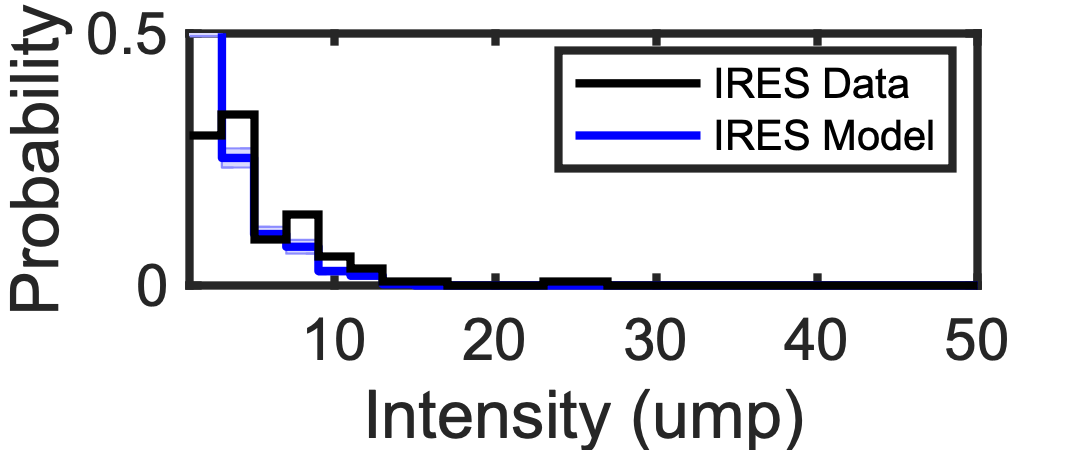 Probability
0.5
0
IRES Data
IRES Model
10 20 30 40 50
Intensity (ump)